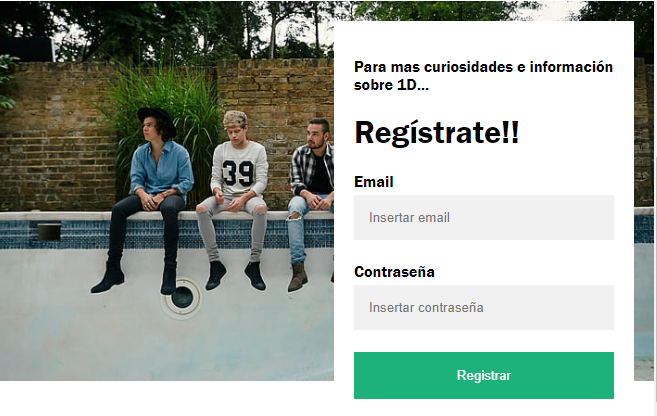 Para mas curiosidades e información
sobre 1D...
Regístrate!!
Email
Insertar email
Contraseña
Insertar contraseña
Registrar
39